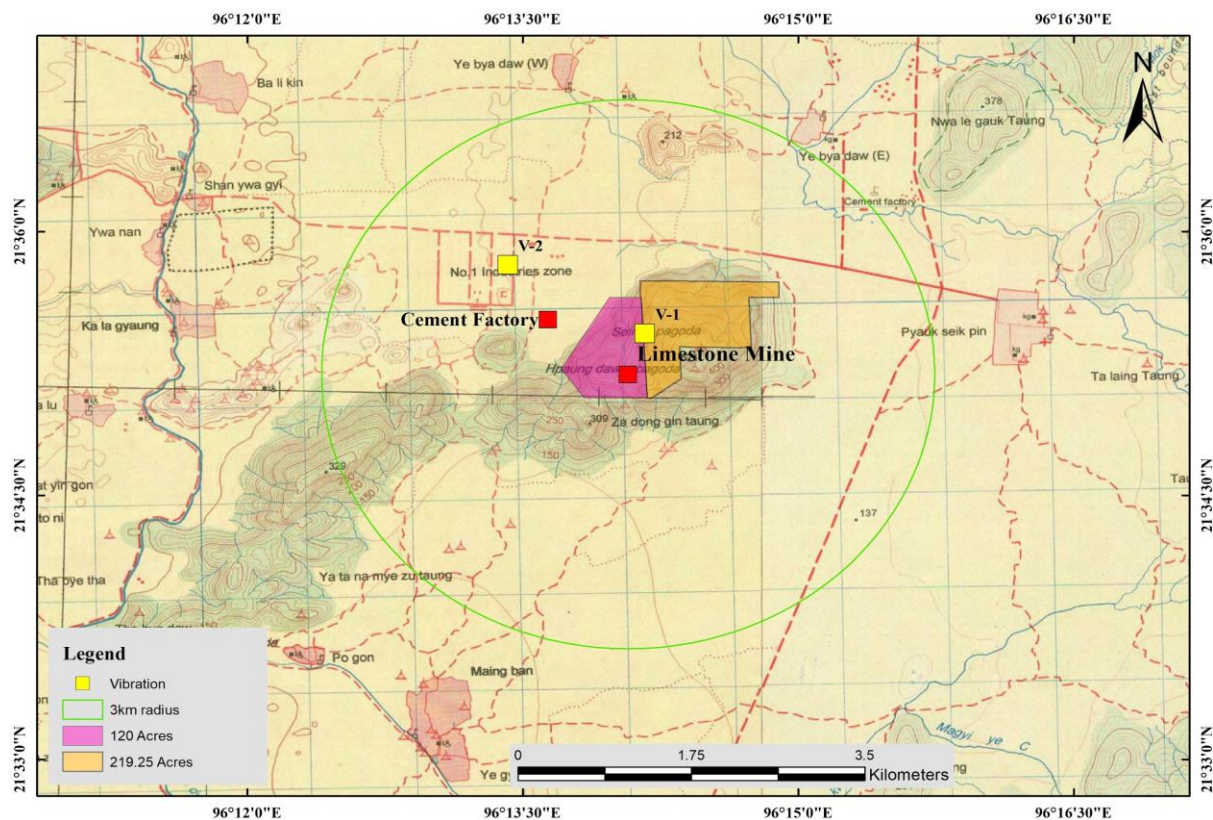 96°12'0"E
96°13'30"E
96°15'0"E
96°16'30"E
Ye bya daw (W)
Ba li kin
N
378
Nwa le gauk Taung
212
Ye bya daw (E)
Shan ywa gyi
Cement factory
21°36'0"N
21°36'0"N
Ywa nan
V-2
No.1 Industries zone
Ka la gyaung
Cement Factory
V-1
Pyauk seik pin
Limestone Mine
Ta laing Taung
309
Za dong gin taung
250
150
329
21°34'30"N
21°34'30"N
137
Tha bye tha
Ya ta na mye zu taung
Po gon
Maing ban
Magyi ye C
Legend
Vibration
3km radius
120 Acres
219.25 Acres
0
1.75
3.5
Kilometers
21°33'0"N
21°33'0"N
96°12'0"E
96°13'30"E
96°15'0"E
96°16'30"E